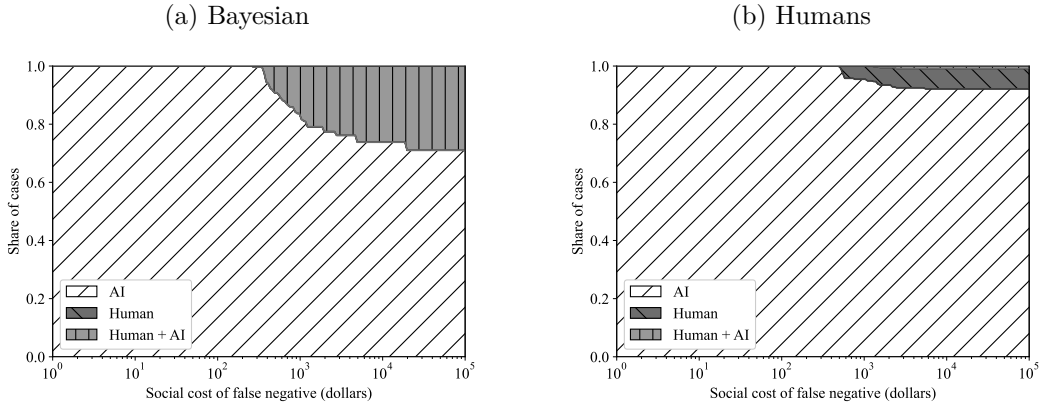 (a) Bayesian
(b) Humans
1.0
0.8
0.6
0.4
0.2
0.0
Share of cases
AI
Human
Human + AI
10^0
10^1
10^2
10^3
10^4
10^5
Social cost of false negative (dollars)
1.0
0.8
0.6
0.4
0.2
0.0
Share of cases
AI
Human
Human + AI
10^0
10^1
10^2
10^3
10^4
10^5
Social cost of false negative (dollars)